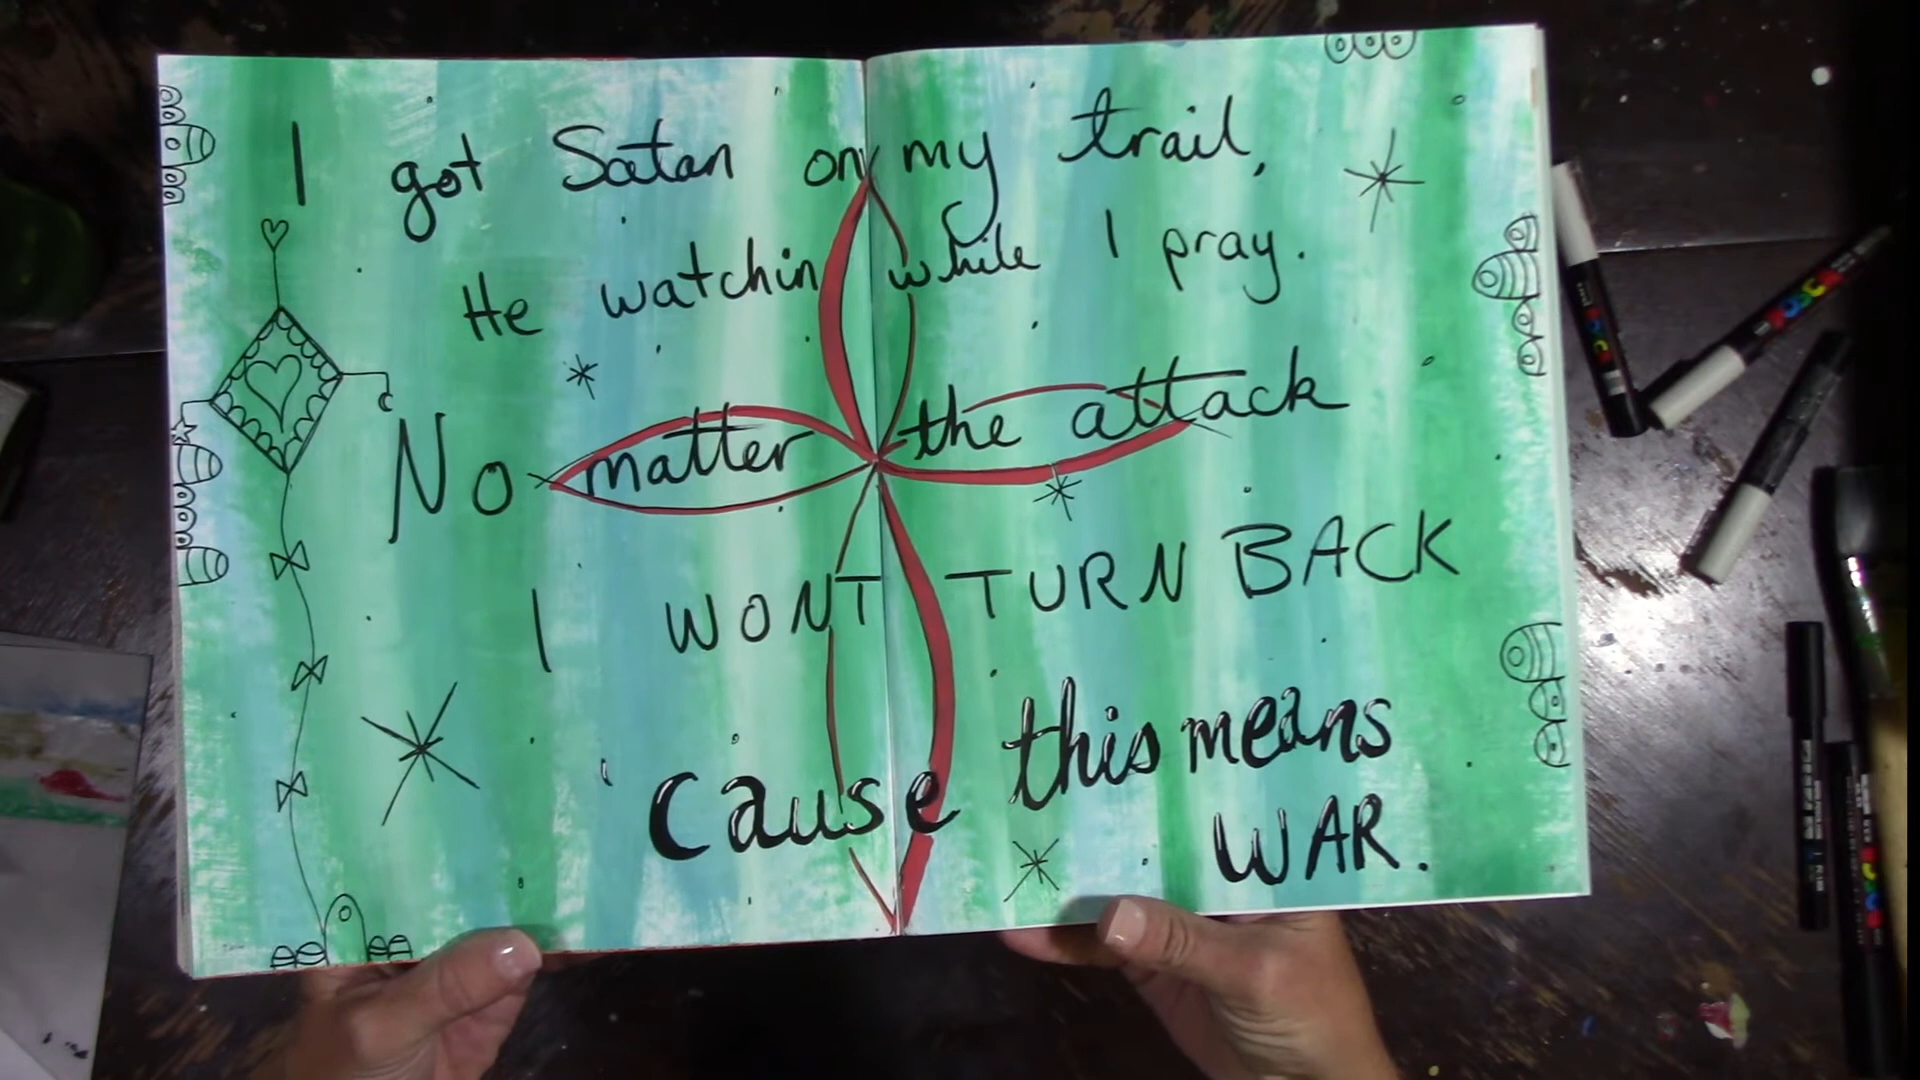 I got Satan on my trail,
He watchin while I pray.
No matter the attack
I WONT TURN BACK
'cause this means
WAR.